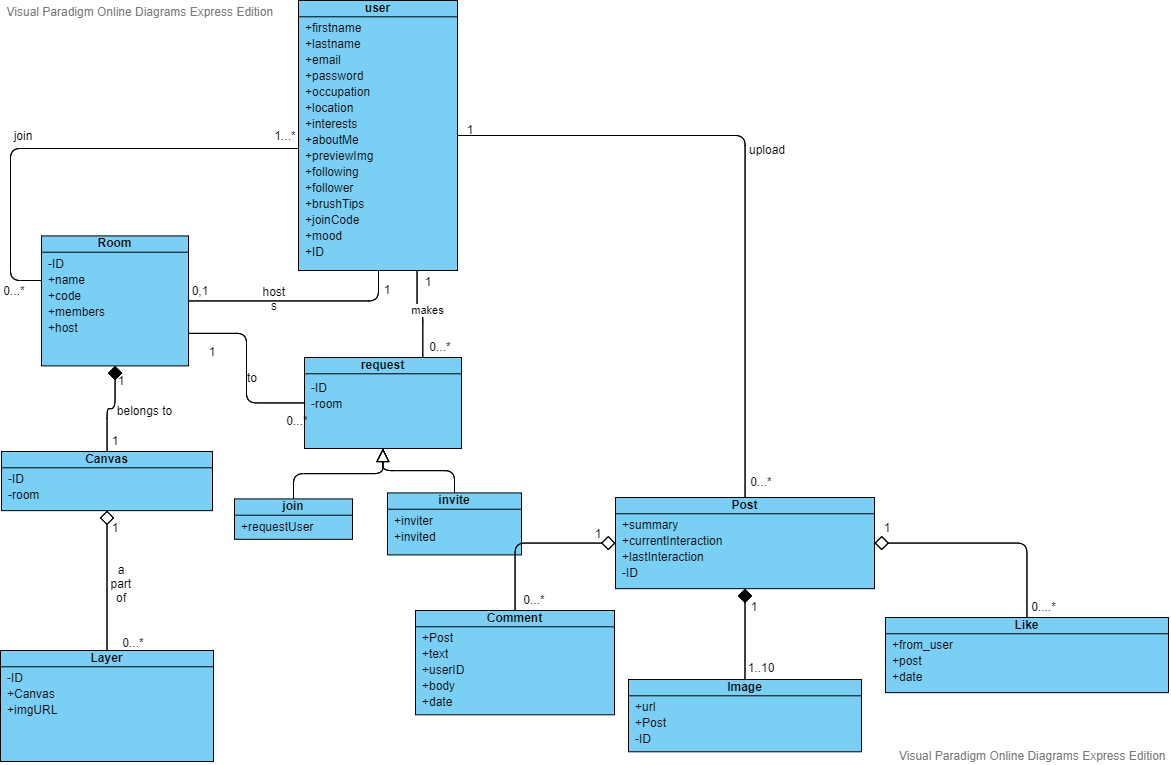 Visual Paradigm Online Diagrams Express Edition
user
+firstname
+lastname
+email
+password
+occupation
+location
+interests
+aboutMe
+previewImg
+following
+follower
+brushTips
+joinCode
+mood
+ID
join
1...*
0...*
1
upload
0...*
Room
-ID
+name
+code
+members
+host
0,1
host
s
1
1
makes
0...*
1
to
0...*
request
-ID
-room
1
belongs to
1
Canvas
-ID
-room
join
+requestUser
invite
+inviter
+invited
Post
+summary
+currentInteraction
+lastInteraction
-ID
1
a
part
of
0...*
Layer
-ID
+Canvas
+imgURL
1
0...*
Comment
+Post
+text
+userID
+body
+date
1
1..10
Image
+url
+Post
-ID
1
0....*
Like
+from_user
+post
+date
Visual Paradigm Online Diagrams Express Edition